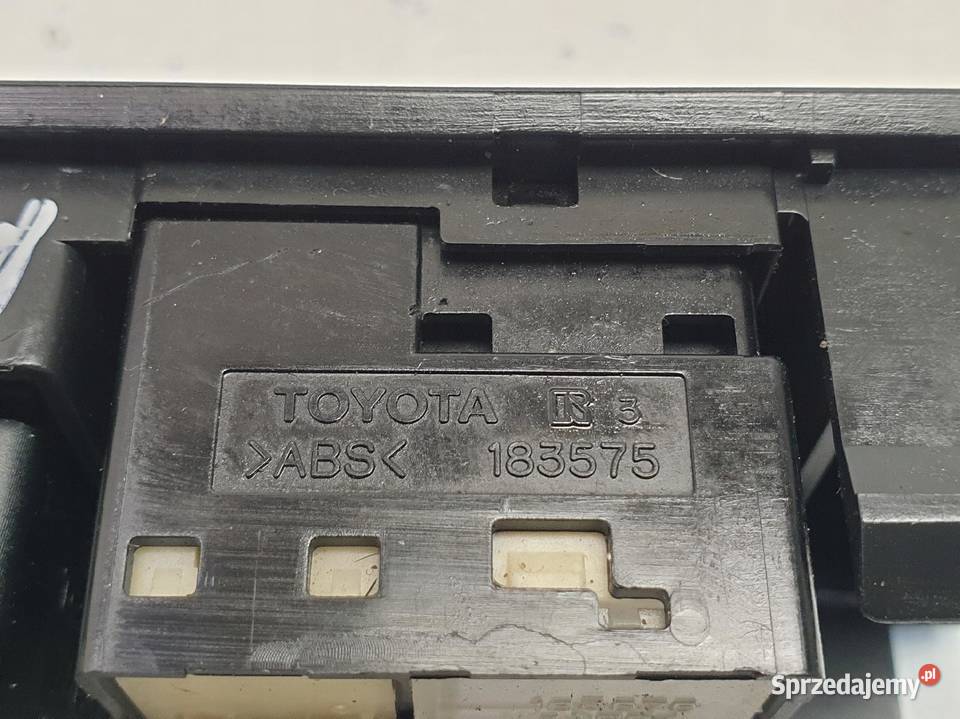 TOYOTA R 3
>ABS< 183575
Sprzedajemy.pl